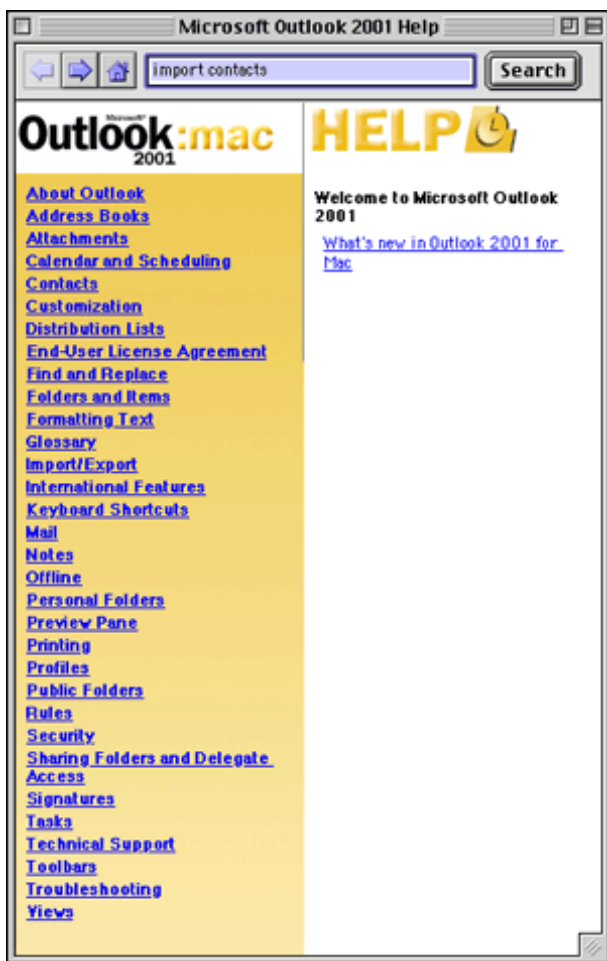 Microsoft Outlook 2001 Help
import contacts
Search
Microsoft®
Outlook:mac
2001
About Outlook
Address Books
Attachments
Calendar and Scheduling
Contacts
Customization
Distribution Lists
End-User License Agreement
Find and Replace
Folders and Items
Formatting Text
Glossary
Import/Export
International Features
Keyboard Shortcuts
Mail
Notes
Offline
Personal Folders
Preview Pane
Printing
Profiles
Public Folders
Rules
Security
Sharing Folders and Delegate
Access
Signatures
Tasks
Technical Support
Toolbars
Troubleshooting
Views
HELP
Welcome to Microsoft Outlook
2001
What's new in Outlook 2001 for
Mac